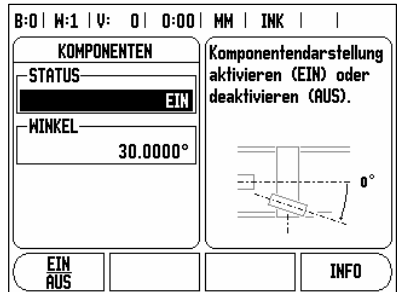 B:0 | W:1 | V: 0 | 0:00 | MM | INK | |
KOMPONENTEN
STATUS
EIN
WINKEL
30.0000°
Komponentendarstellung
aktivieren (EIN) oder
deaktivieren (AUS).
0°
EIN
AUS
INFO